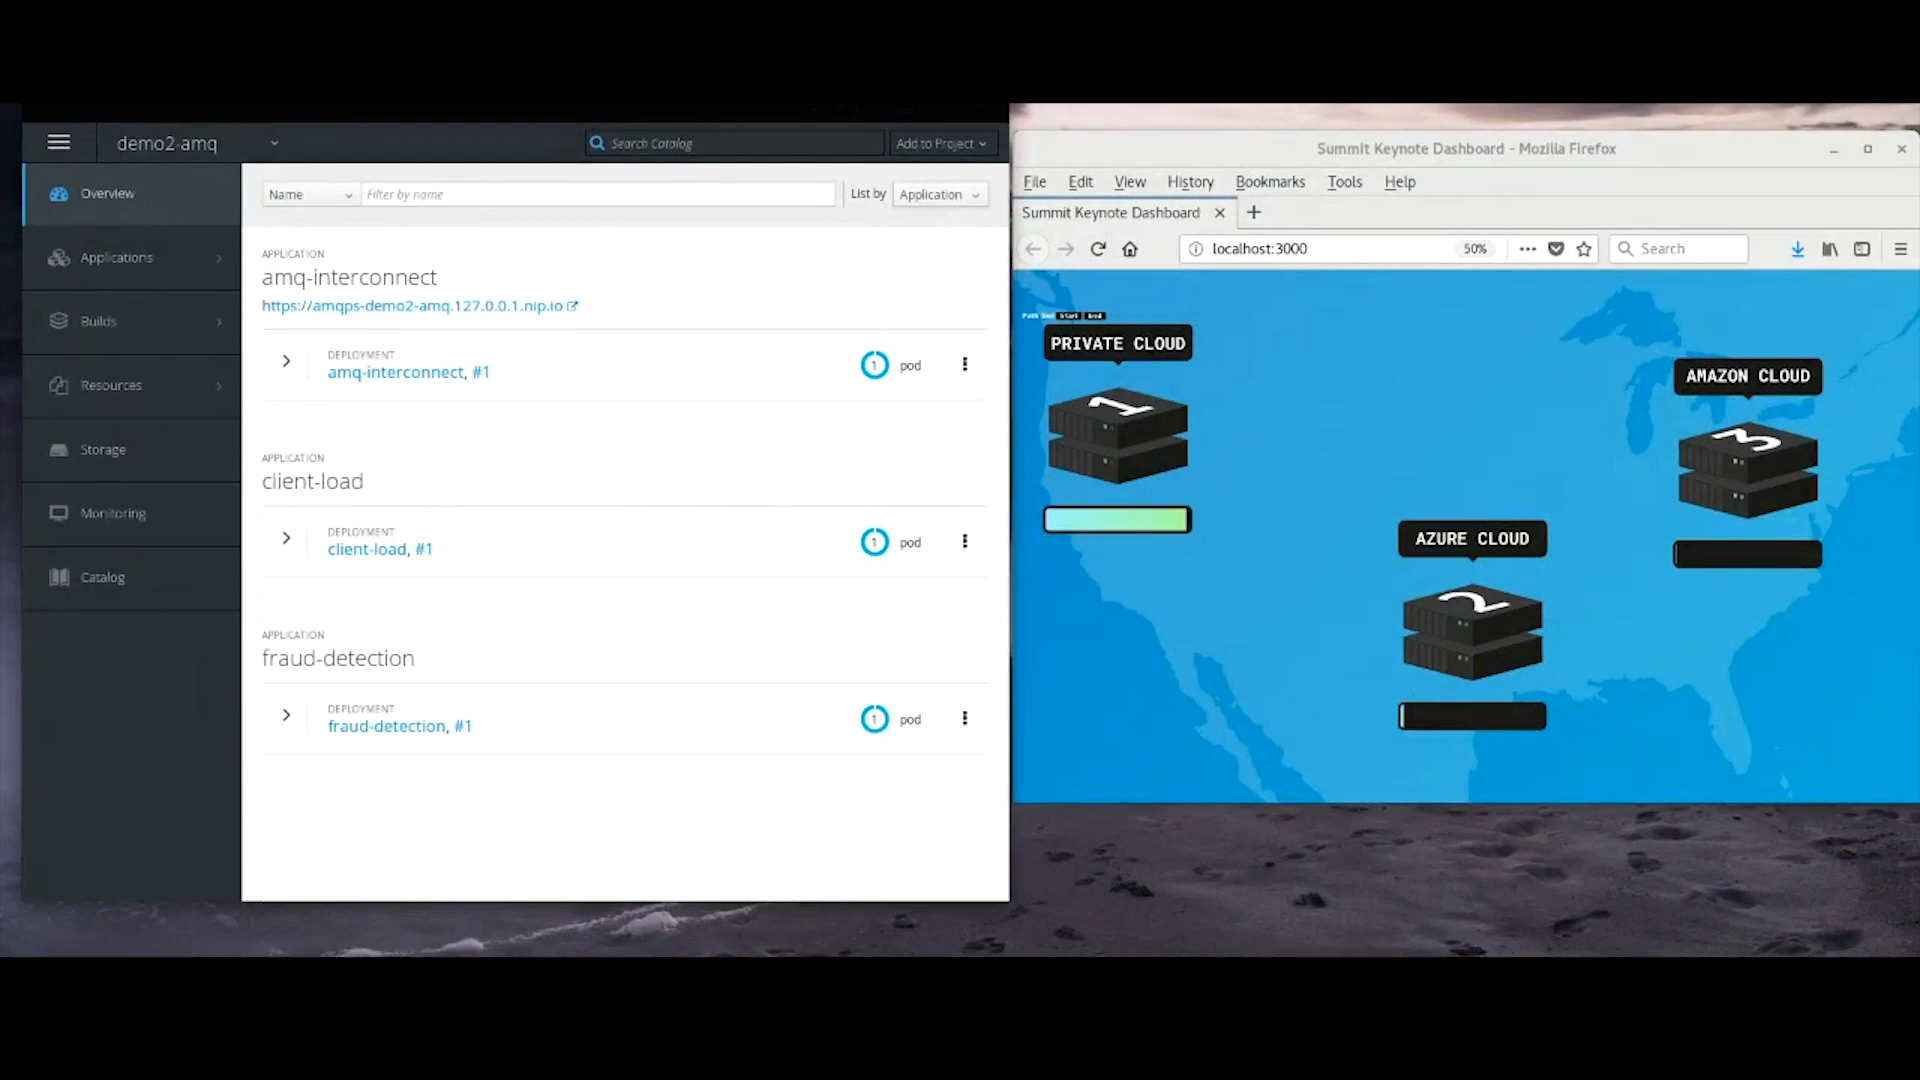 demo2-amq
Search Catalog
Add to Project
Overview
Applications
Builds
Resources
Storage
Monitoring
Catalog
Name
Filter by name
List by
Application
APPLICATION
amq-interconnect
https://amqps-demo2-amq.127.0.0.1.nip.io
DEPLOYMENT
amq-interconnect, #1
1 pod
APPLICATION
client-load
DEPLOYMENT
client-load, #1
1 pod
APPLICATION
fraud-detection
DEPLOYMENT
fraud-detection, #1
1 pod
Summit Keynote Dashboard - Mozilla Firefox
File Edit View History Bookmarks Tools Help
Summit Keynote Dashboard
localhost:3000
50%
Search
PRIVATE CLOUD
1
AMAZON CLOUD
3
AZURE CLOUD
2